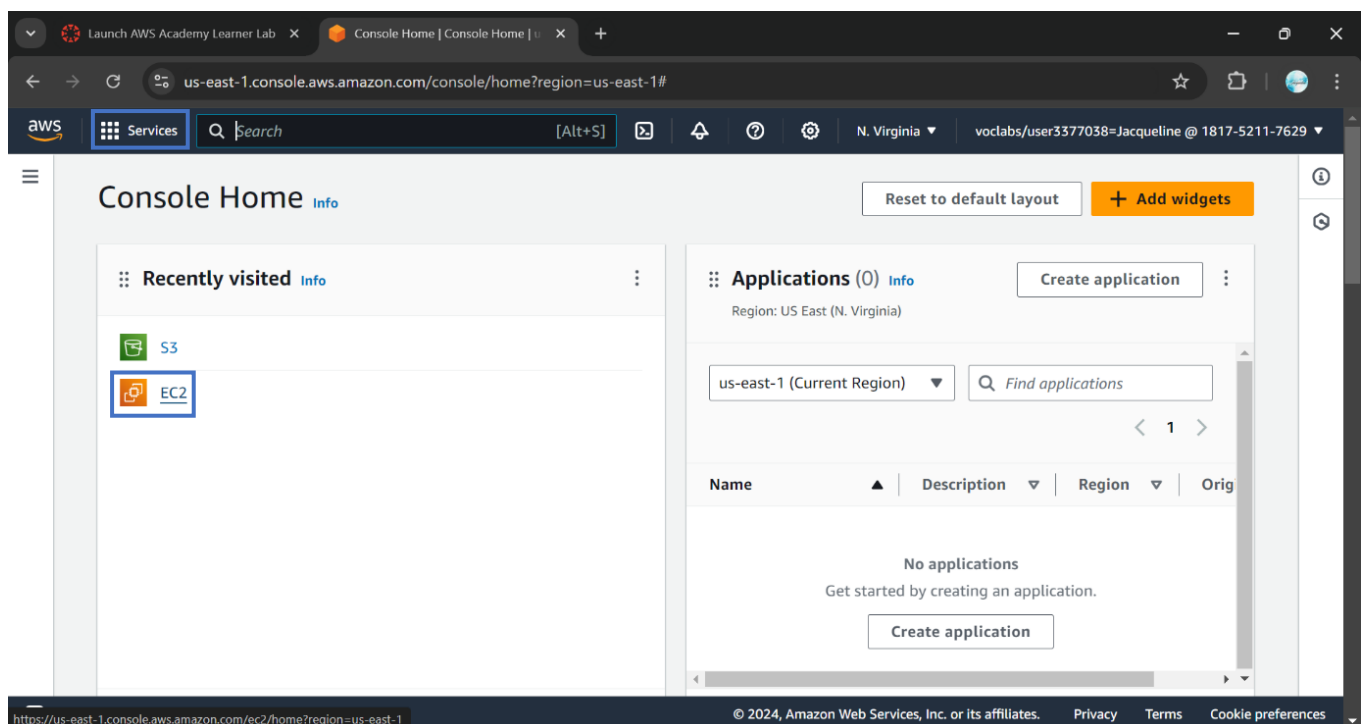 Launch AWS Academy Learner Lab
Console Home | Console Home | u
us-east-1.console.aws.amazon.com/console/home?region=us-east-1#
aws
Services
Search
[Alt+S]
N. Virginia
voclabs/user3377038=Jacqueline @ 1817-5211-7629
Console Home Info
Reset to default layout
+ Add widgets
Recently visited Info
S3
EC2
Applications (0) Info
Create application
Region: US East (N. Virginia)
us-east-1 (Current Region)
Find applications
1
Name
Description
Region
Orig
No applications
Get started by creating an application.
Create application
https://us-east-1.console.aws.amazon.com/ec2/home?region=us-east-1
© 2024, Amazon Web Services, Inc. or its affiliates.
Privacy
Terms
Cookie preferences